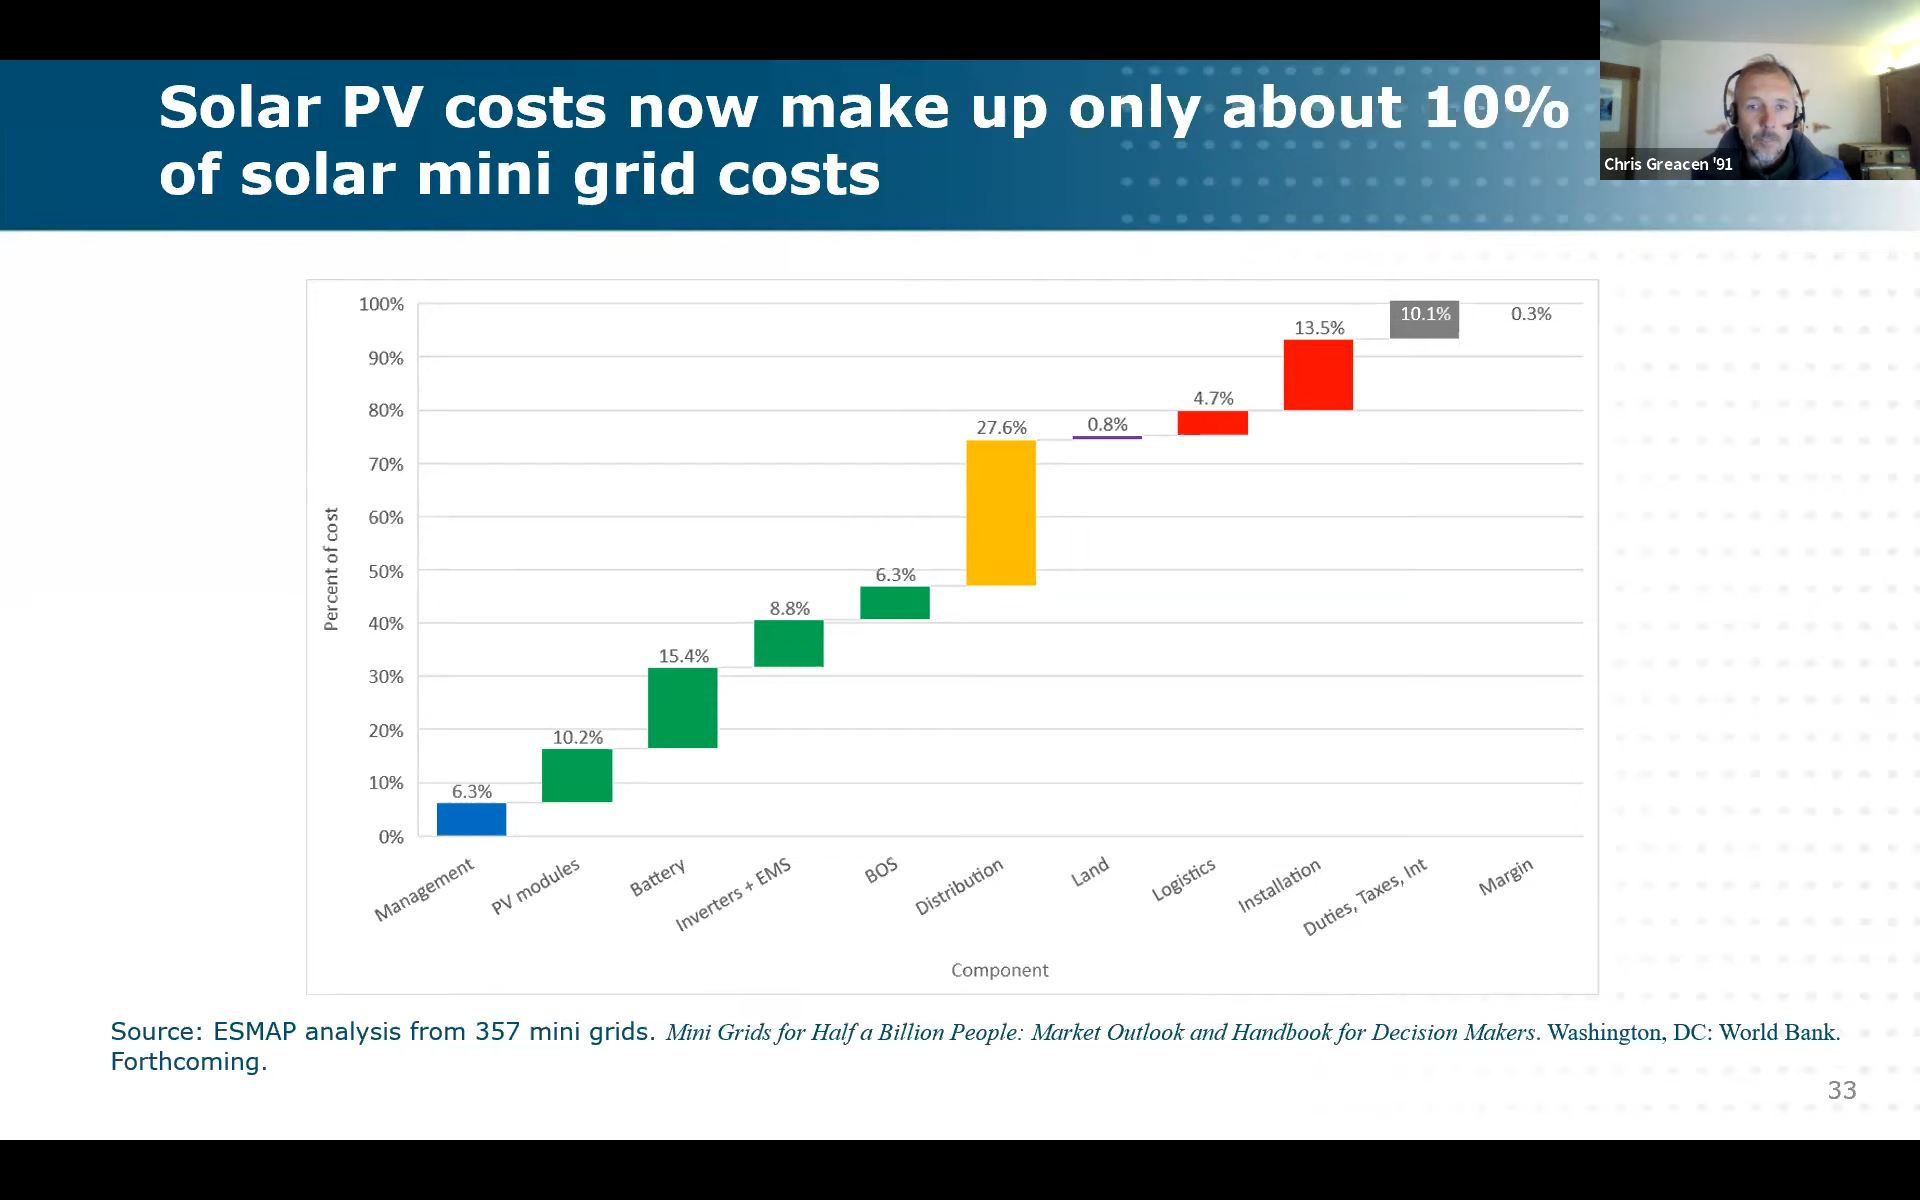 Solar PV costs now make up only about 10%
of solar mini grid costs
Chris Greacen '91
100%
90%
80%
70%
60%
50%
40%
30%
20%
10%
0%
Percent of cost
6.3%
10.2%
15.4%
8.8%
6.3%
27.6%
0.8%
4.7%
13.5%
10.1%
0.3%
Management
PV modules
Battery
Inverters + EMS
BOS
Distribution
Land
Logistics
Installation
Duties, Taxes, Int
Margin
Component
Source: ESMAP analysis from 357 mini grids. Mini Grids for Half a Billion People: Market Outlook and Handbook for Decision Makers. Washington, DC: World Bank.
Forthcoming.
33